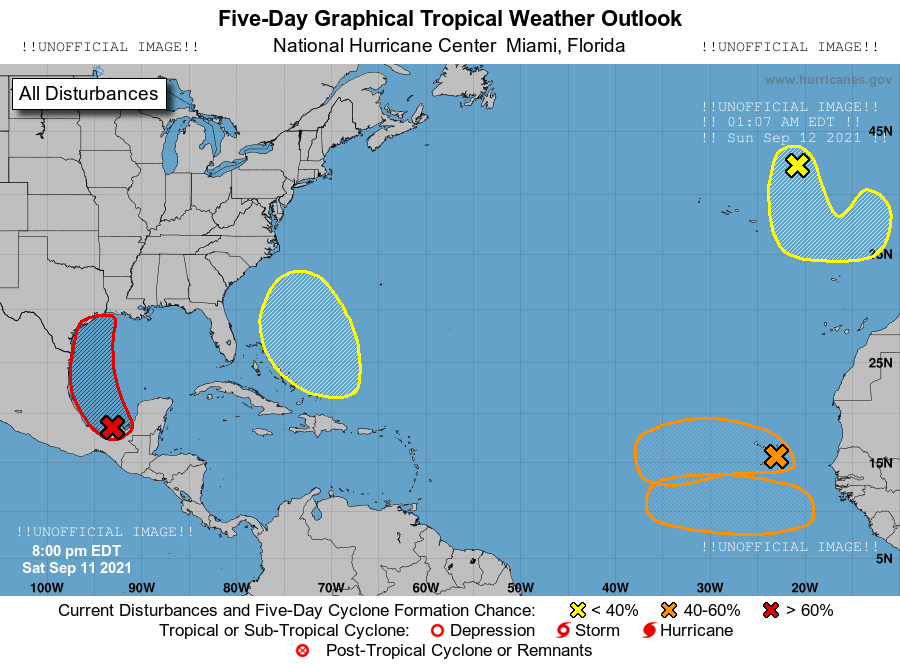 Five-Day Graphical Tropical Weather Outlook
!!UNOFFICIAL IMAGE!! National Hurricane Center Miami, Florida !!UNOFFICIAL IMAGE!!
www.hurricanes.gov
All Disturbances
!!UNOFFICIAL IMAGE!!
!! 01:07 AM EDT !!
!! Sun Sep 12 2021 !!
45N
35N
25N
15N
!!UNOFFICIAL IMAGE!!
!!UNOFFICIAL IMAGE!!
8:00 pm EDT
Sat Sep 11 2021
5N
100W 90W 80W 70W 60W 50W 40W 30W 20W
Current Disturbances and Five-Day Cyclone Formation Chance: < 40% 40-60% > 60%
Tropical or Sub-Tropical Cyclone: Depression Storm Hurricane
Post-Tropical Cyclone or Remnants